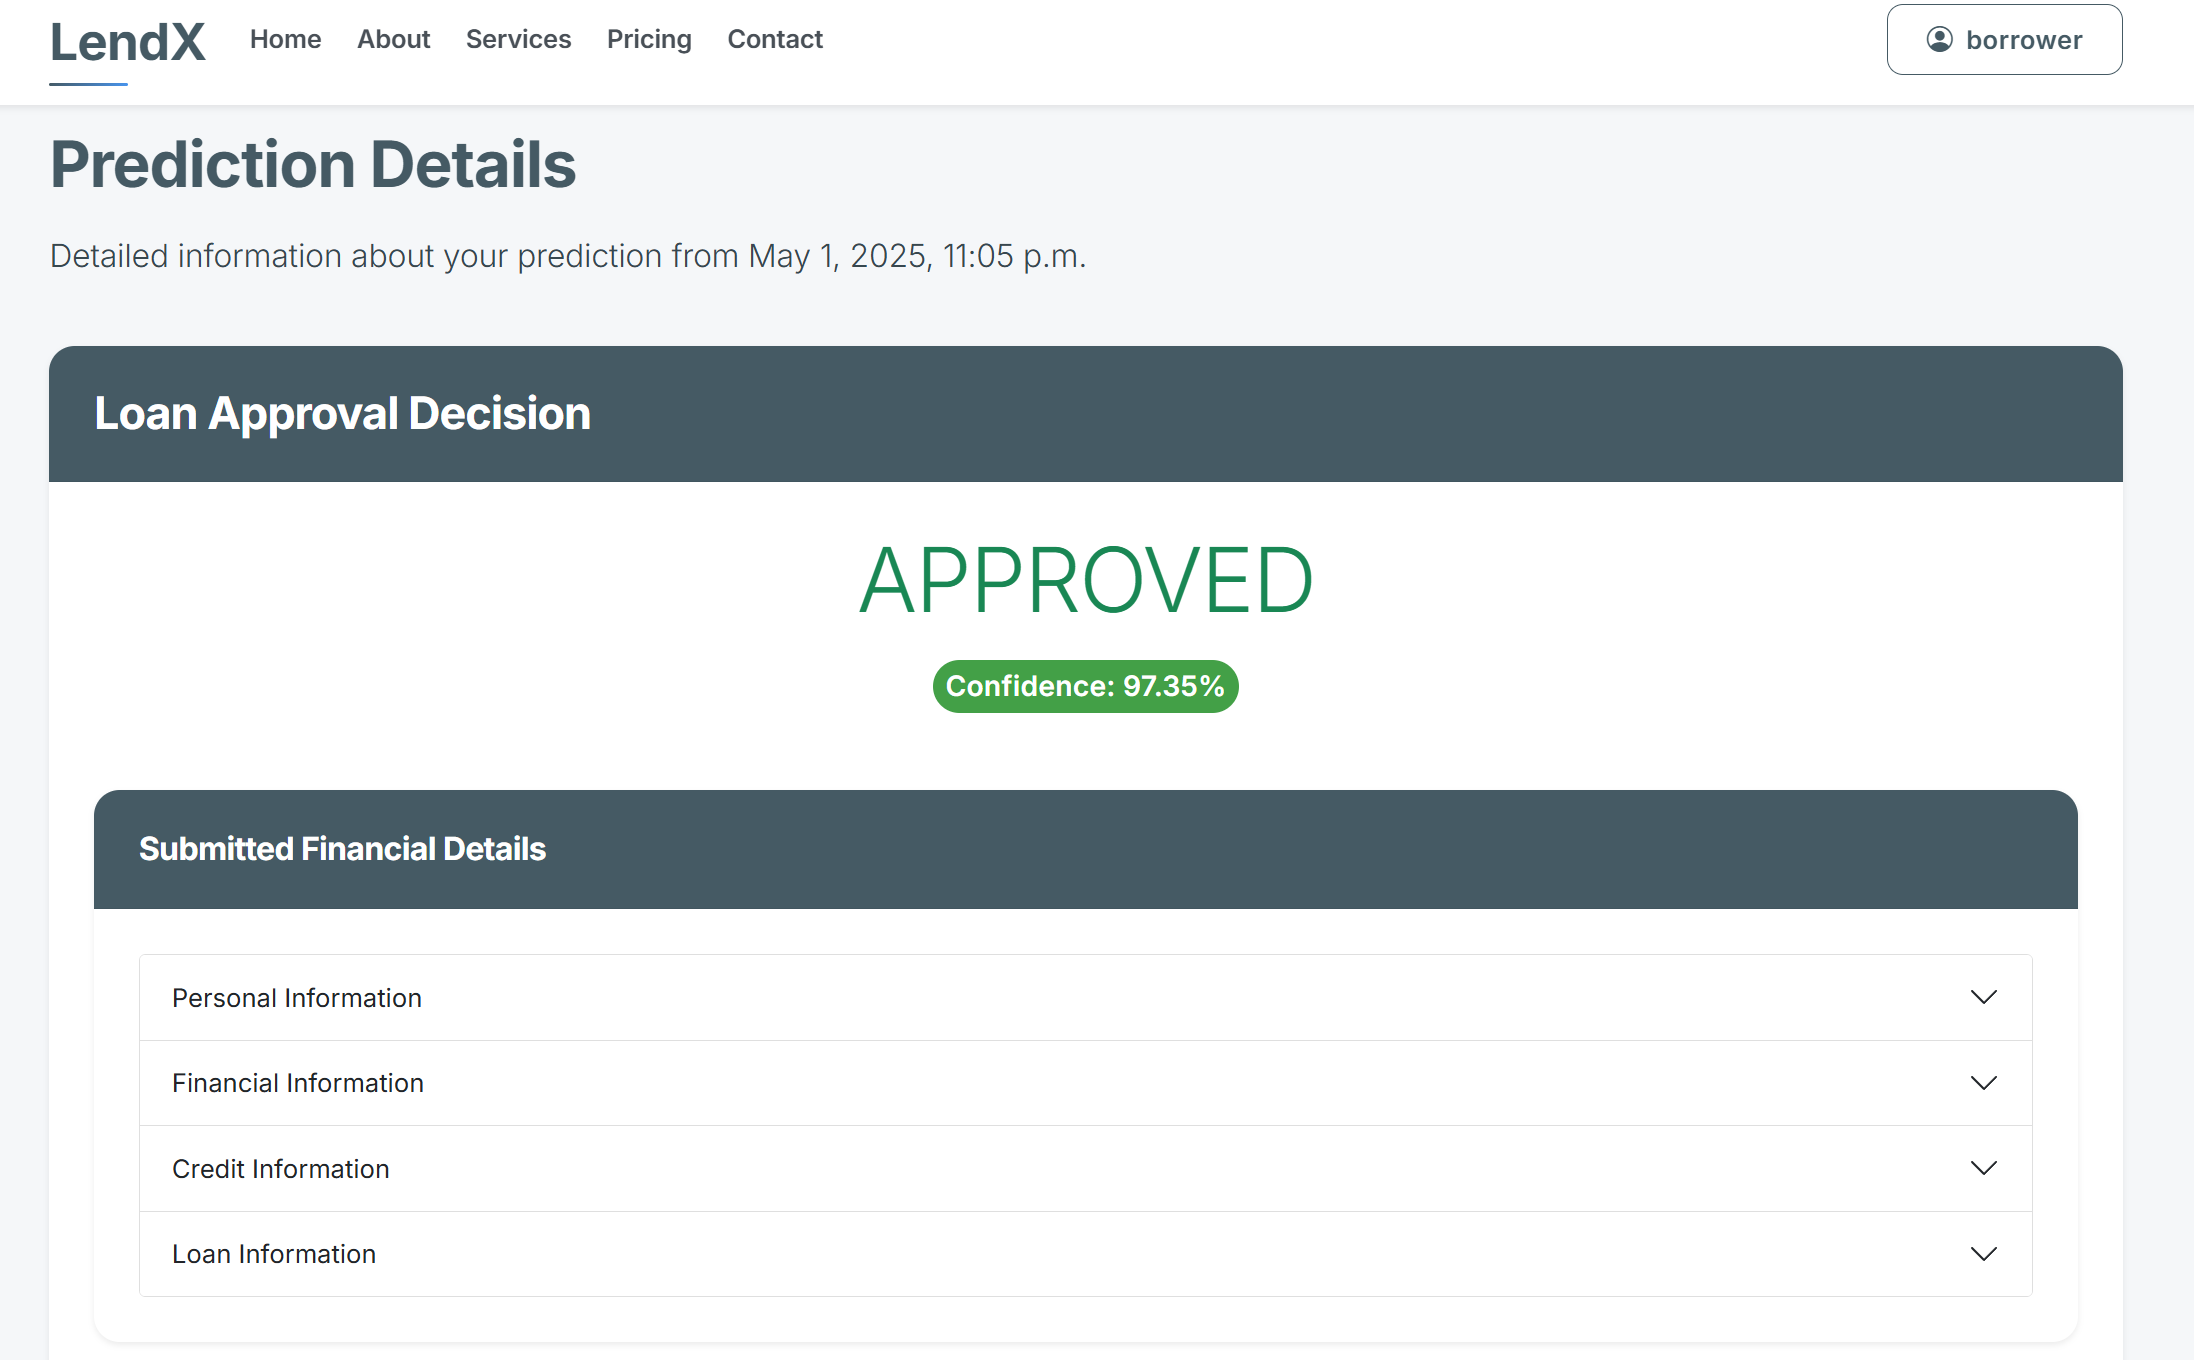 LendX
Home About Services Pricing Contact
borrower
Prediction Details
Detailed information about your prediction from May 1, 2025, 11:05 p.m.
Loan Approval Decision
APPROVED
Confidence: 97.35%
Submitted Financial Details
Personal Information
Financial Information
Credit Information
Loan Information